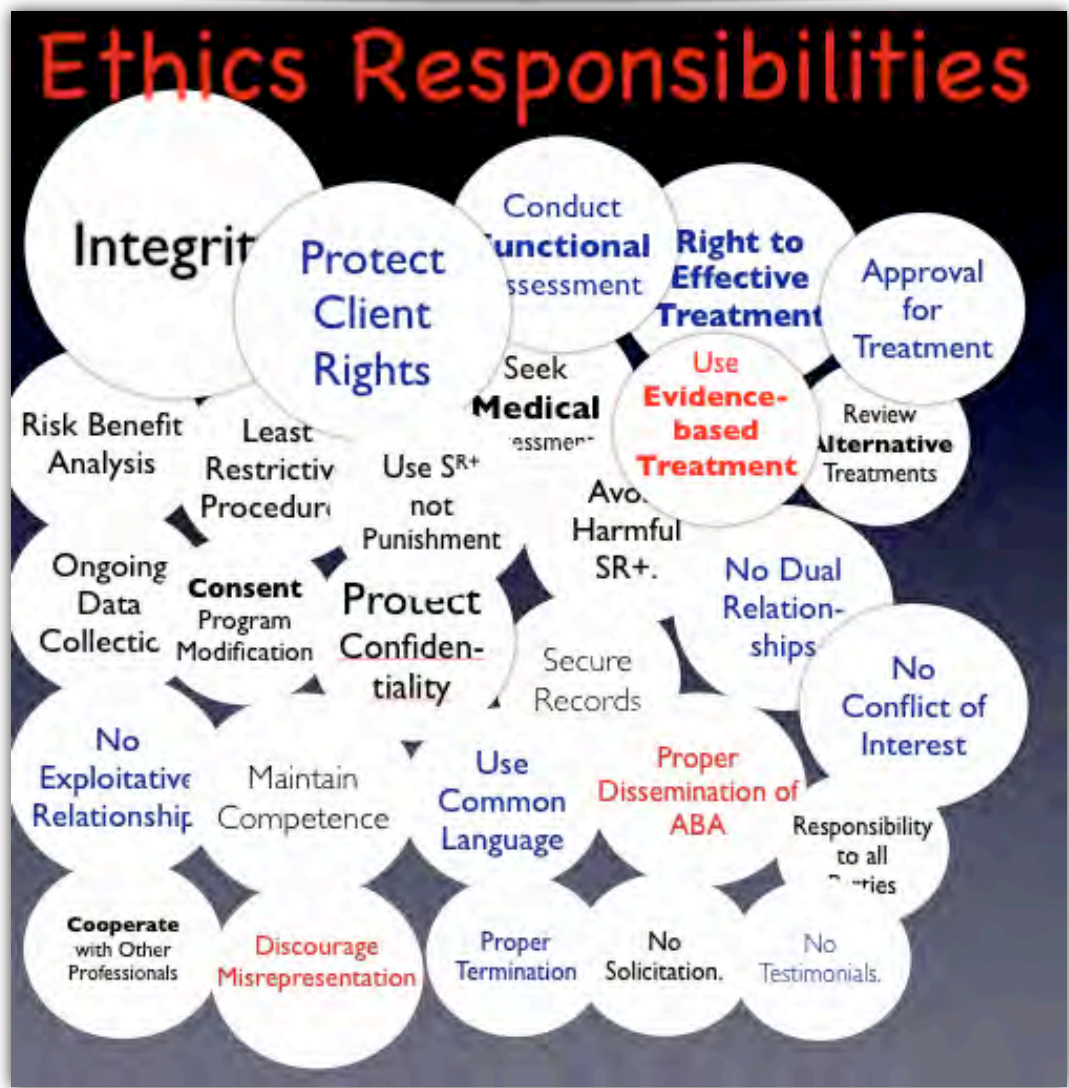 Ethics Responsibilities
Integrit
Protect
Client
Rights
Conduct
unctional
ssessment
Right to
Effective
Treatment
Approval
for
Treatment
Risk Benefit
Analysis
Least
Restrictiv
Procedur
Use SR+
not
Punishment
Seek
Medical
essment
Use
Evidence-
based
Treatment
Review
Alternative
Treatments
Avo
Harmful
SR+.
Ongoing
Data
Collectic
Consent
Program
Modification
Protect
Confiden-
tiality
Secure
Records
No Dual
Relation-
ships
No
Conflict of
Interest
No
Exploitative
Relationship
Maintain
Competence
Use
Common
Language
Proper
Dissemination of
ABA
Responsibility
to all
rties
Cooperate
with Other
Professionals
Discourage
Misrepresentation
Proper
Termination
No
Solicitation.
No
Testimonials.